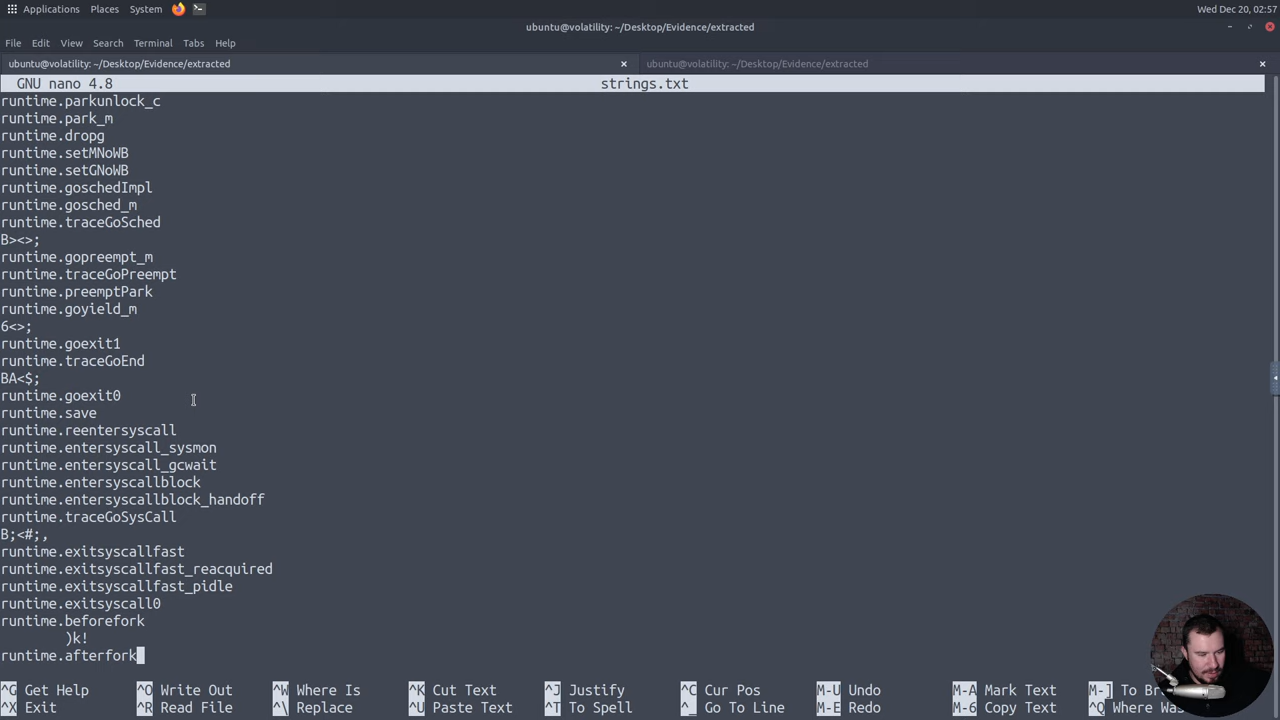 Applications Places System Wed Dec 20, 02:57
ubuntu@volatility: ~/Desktop/Evidence/extracted
File Edit View Search Terminal Tabs Help
ubuntu@volatility: ~/Desktop/Evidence/extracted × ubuntu@volatility: ~/Desktop/Evidence/extracted ×
GNU nano 4.8 strings.txt
runtime.parkunlock_c
runtime.park_m
runtime.dropg
runtime.setMNoWB
runtime.setGNoWB
runtime.goschedImpl
runtime.gosched_m
runtime.traceGoSched
B><>;
runtime.gopreempt_m
runtime.traceGoPreempt
runtime.preemptPark
runtime.goyield_m
6<>;
runtime.goexit1
runtime.traceGoEnd
BA<$;
runtime.goexit0
runtime.save
runtime.reentersyscall
runtime.entersyscall_sysmon
runtime.entersyscall_gcwait
runtime.entersyscallblock
runtime.entersyscallblock_handoff
runtime.traceGoSysCall
B;<#;,
runtime.exitsyscallfast
runtime.exitsyscallfast_reacquired
runtime.exitsyscallfast_pidle
runtime.exitsyscall0
runtime.beforefork
)k!
runtime.afterfork
^G Get Help ^O Write Out ^W Where Is ^K Cut Text ^J Justify ^C Cur Pos M-U Undo M-A Mark Text M-] To Br
^X Exit ^R Read File ^\ Replace ^U Paste Text ^T To Spell ^_ Go To Line M-E Redo M-6 Copy Text ^Q Where Was